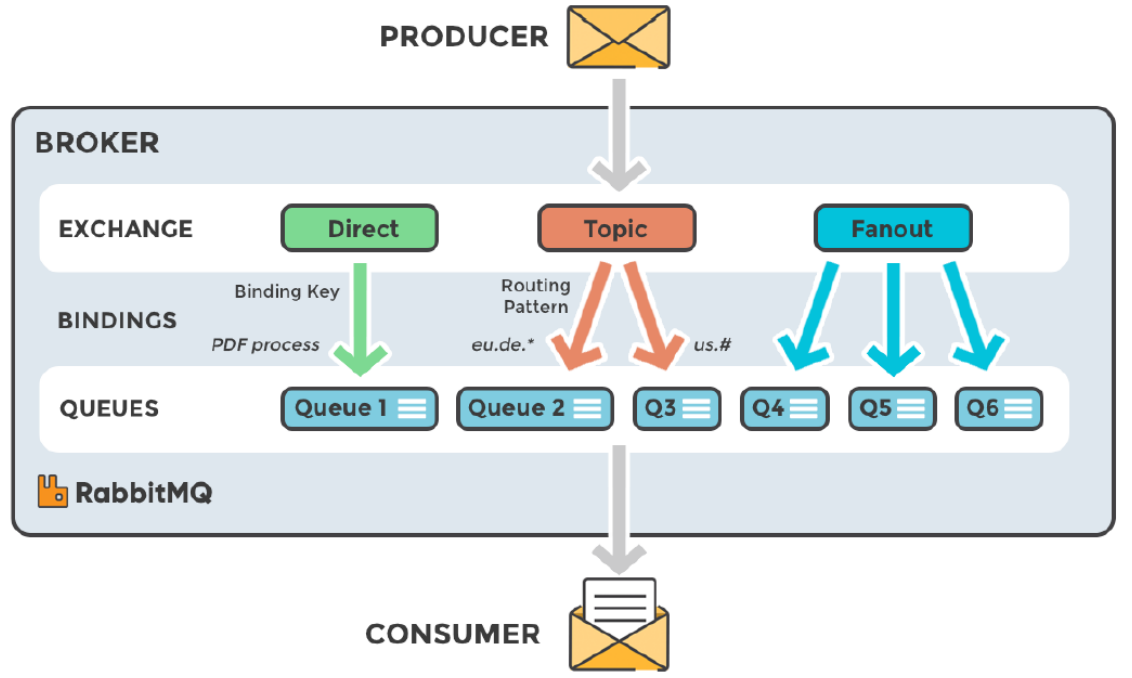 PRODUCER
BROKER
EXCHANGE
Direct
Topic
Fanout
Binding Key
Routing
Pattern
BINDINGS
PDF process
eu.de.*
us.#
QUEUES
Queue 1
Queue 2
Q3
Q4
Q5
Q6
RabbitMQ
CONSUMER